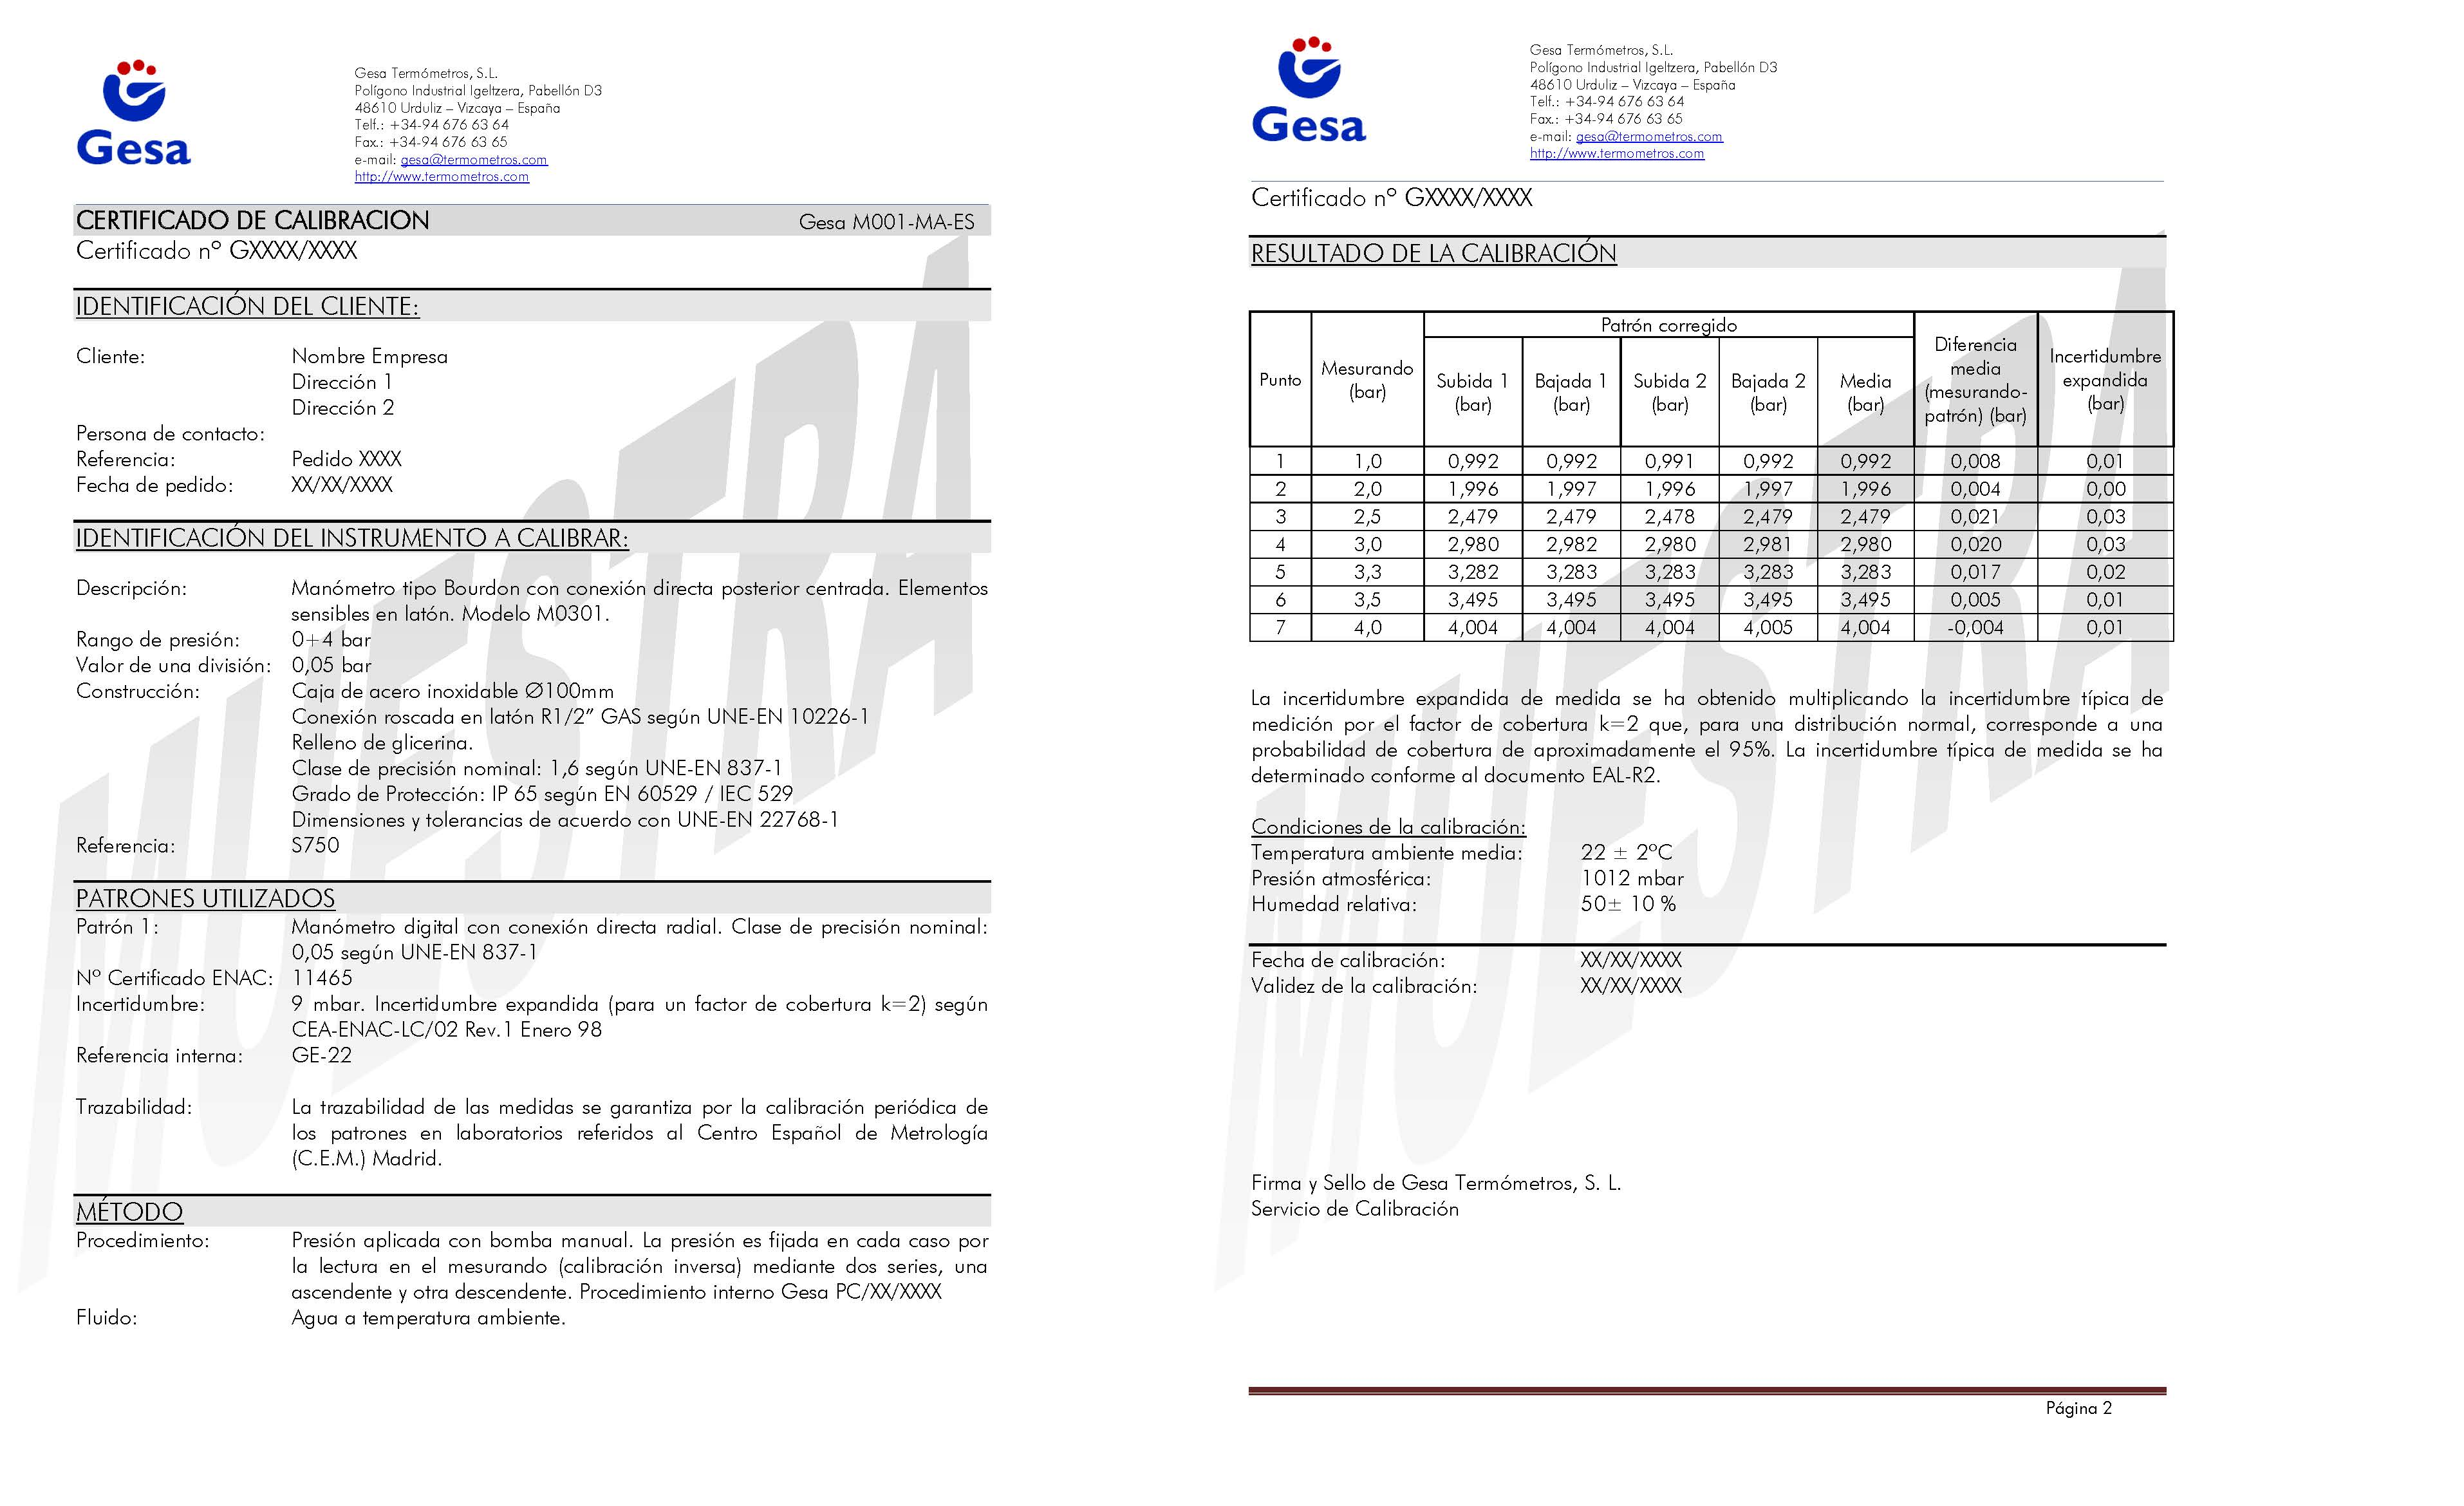 Gesa
Gesa Termómetros, S.L.
Polígono Industrial Igeltzera, Pabellón D3
48610 Urduliz – Vizcaya – España
Telf.: +34-94 676 63 64
Fax.: +34-94 676 63 65
e-mail: gesa@termometros.com
http://www.termometros.com
CERTIFICADO DE CALIBRACION Gesa M001-MA-ES
Certificado nº GXXXX/XXXX
IDENTIFICACIÓN DEL CLIENTE:
Cliente: Nombre Empresa
Dirección 1
Dirección 2
Persona de contacto:
Referencia: Pedido XXXX
Fecha de pedido: XX/XX/XXXX
IDENTIFICACIÓN DEL INSTRUMENTO A CALIBRAR:
Descripción: Manómetro tipo Bourdon con conexión directa posterior centrada. Elementos
sensibles en latón. Modelo M0301.
Rango de presión: 0÷4 bar
Valor de una división: 0,05 bar
Construcción: Caja de acero inoxidable Ø100mm
Conexión roscada en latón R1/2” GAS según UNE-EN 10226-1
Relleno de glicerina.
Clase de precisión nominal: 1,6 según UNE-EN 837-1
Grado de Protección: IP 65 según EN 60529 / IEC 529
Dimensiones y tolerancias de acuerdo con UNE-EN 22768-1
Referencia: S750
PATRONES UTILIZADOS
Patrón 1: Manómetro digital con conexión directa radial. Clase de precisión nominal:
0,05 según UNE-EN 837-1
Nº Certificado ENAC: 11465
Incertidumbre: 9 mbar. Incertidumbre expandida (para un factor de cobertura k=2) según
CEA-ENAC-LC/02 Rev.1 Enero 98
Referencia interna: GE-22
Trazabilidad: La trazabilidad de las medidas se garantiza por la calibración periódica de
los patrones en laboratorios referidos al Centro Español de Metrología
(C.E.M.) Madrid.
MÉTODO
Procedimiento: Presión aplicada con bomba manual. La presión es fijada en cada caso por
la lectura en el mesurando (calibración inversa) mediante dos series, una
ascendente y otra descendente. Procedimiento interno Gesa PC/XX/XXXX
Fluido: Agua a temperatura ambiente.
MUESTRA
Gesa
Gesa Termómetros, S.L.
Polígono Industrial Igeltzera, Pabellón D3
48610 Urduliz – Vizcaya – España
Telf.: +34-94 676 63 64
Fax.: +34-94 676 63 65
e-mail: gesa@termometros.com
http://www.termometros.com
Certificado nº GXXXX/XXXX
RESULTADO DE LA CALIBRACIÓN
Punto Mesurando (bar) Patrón corregido Diferencia media (mesurando-patrón) (bar) Incertidumbre expandida (bar)
Subida 1 (bar) Bajada 1 (bar) Subida 2 (bar) Bajada 2 (bar) Media (bar)
1 1,0 0,992 0,992 0,991 0,992 0,992 0,008 0,01
2 2,0 1,996 1,997 1,996 1,997 1,996 0,004 0,00
3 2,5 2,479 2,479 2,478 2,479 2,479 0,021 0,03
4 3,0 2,980 2,982 2,980 2,981 2,980 0,020 0,03
5 3,3 3,282 3,283 3,283 3,283 3,283 0,017 0,02
6 3,5 3,495 3,495 3,495 3,495 3,495 0,005 0,01
7 4,0 4,004 4,004 4,004 4,005 4,004 -0,004 0,01
La incertidumbre expandida de medida se ha obtenido multiplicando la incertidumbre típica de
medición por el factor de cobertura k=2 que, para una distribución normal, corresponde a una
probabilidad de cobertura de aproximadamente el 95%. La incertidumbre típica de medida se ha
determinado conforme al documento EAL-R2.
Condiciones de la calibración:
Temperatura ambiente media: 22 ± 2ºC
Presión atmosférica: 1012 mbar
Humedad relativa: 50± 10 %
Fecha de calibración: XX/XX/XXXX
Validez de la calibración: XX/XX/XXXX
Firma y Sello de Gesa Termómetros, S. L.
Servicio de Calibración
MUESTRA
Página 2